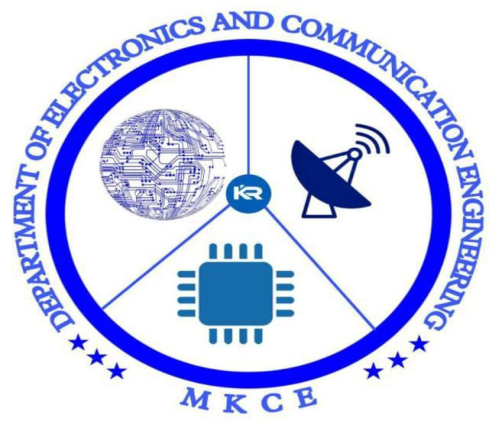 DEPARTMENT OF ELECTRONICS AND COMMUNICATION ENGINEERING
KR
MKCE